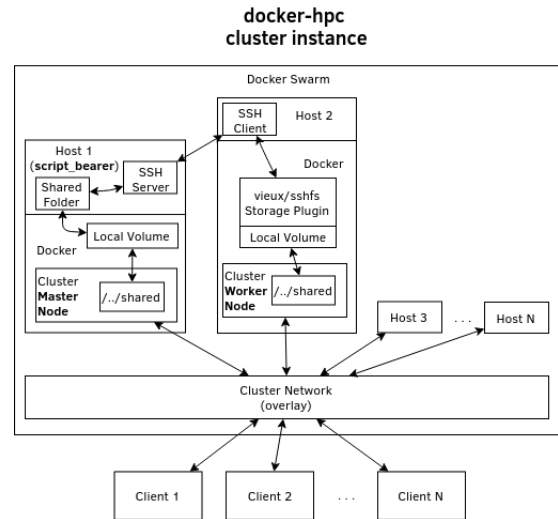 docker-hpc
cluster instance
Docker Swarm
Host 1
(script_bearer)
Shared
Folder
SSH
Server
Docker
Local Volume
Cluster
Master
Node
/../shared
SSH
Client
Host 2
Docker
vieux/sshfs
Storage Plugin
Local Volume
Cluster
Worker
Node
/../shared
Host 3
. . .
Host N
Cluster Network
(overlay)
Client 1
Client 2
. . .
Client N